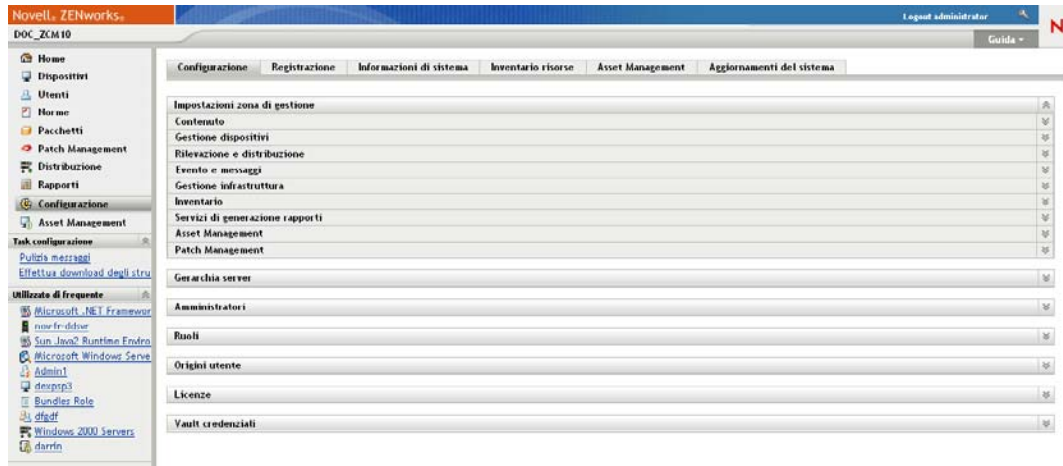 Novell® ZENworks®
Logout administrator
DOC_ZCM10
N
Guida
Home
Dispositivi
Utenti
Norme
Pacchetti
Patch Management
Distribuzione
Rapporti
Configurazione
Asset Management
Task configurazione
Pulizia messaggi
Effettua download degli stru
Utilizzato di frequente
Microsoft .NET Framewor
nov-fr-ddswr
Sun Java2 Runtime Enviro
Microsoft Windows Serve
Admin1
dexpsp3
Bundles Role
dfgdf
Windows 2000 Servers
darrin
Configurazione Registrazione Informazioni di sistema Inventario risorse Asset Management Aggiornamenti del sistema
Impostazioni zona di gestione
Contenuto
Gestione dispositivi
Rilevazione e distribuzione
Evento e messaggi
Gestione infrastruttura
Inventario
Servizi di generazione rapporti
Asset Management
Patch Management
Gerarchia server
Amministratori
Ruoli
Origini utente
Licenze
Vault credenziali